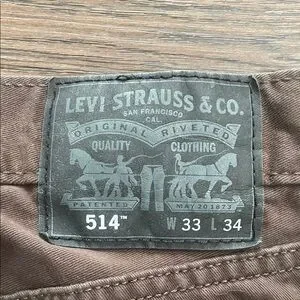 LEVI STRAUSS & CO.
SAN FRANCISCO
CAL.
ORIGINAL RIVETED
QUALITY CLOTHING
PATENTED MAY 20 1873
514™ W 33 L 34